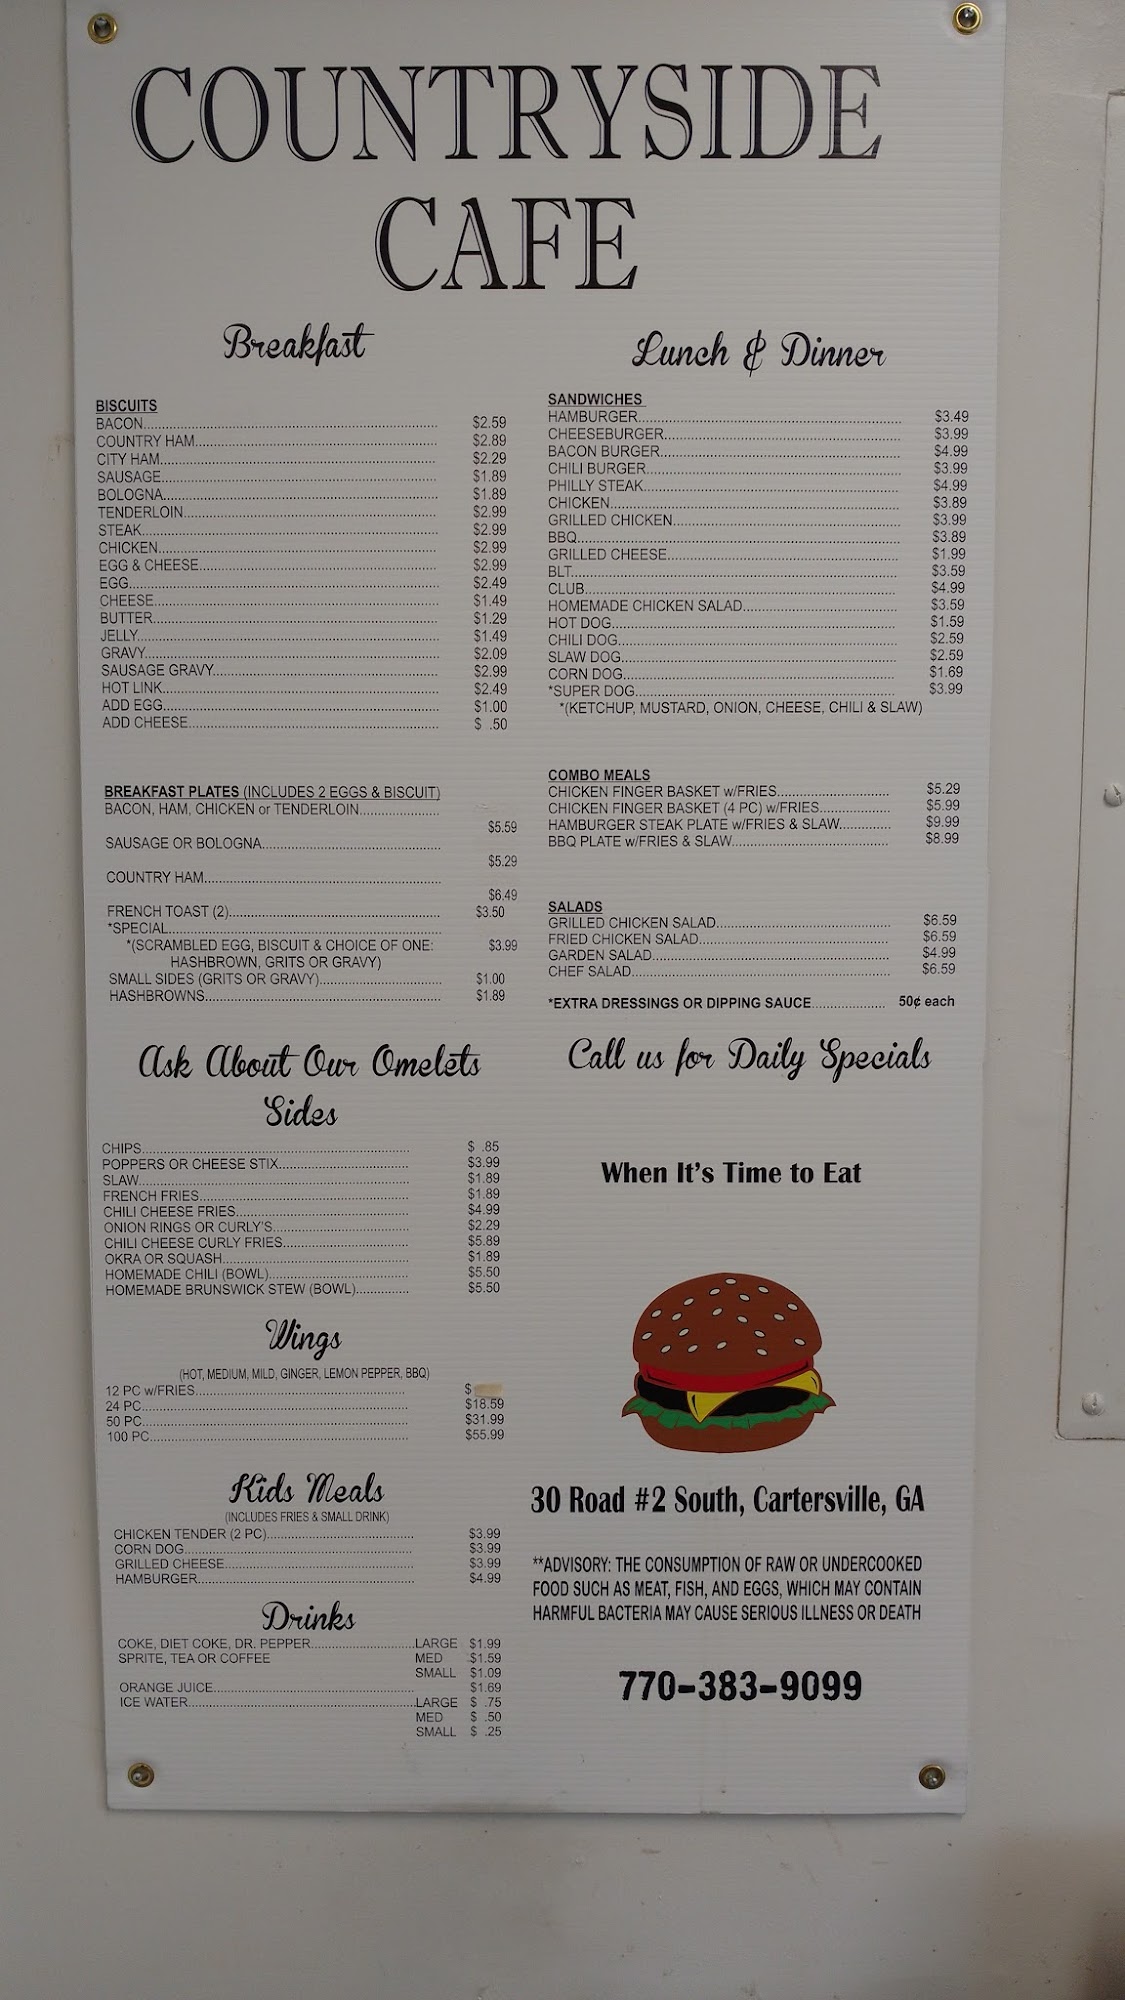 COUNTRYSIDE
CAFE
Breakfast
BISCUITS
BACON $2.59
COUNTRY HAM $2.89
CITY HAM $2.29
SAUSAGE $1.89
BOLOGNA $1.89
TENDERLOIN $2.99
STEAK $2.99
CHICKEN $2.99
EGG & CHEESE $2.99
EGG $2.49
CHEESE $1.49
BUTTER $1.29
JELLY $1.49
GRAVY $2.09
SAUSAGE GRAVY $2.99
HOT LINK $2.49
ADD EGG $1.00
ADD CHEESE $ .50
BREAKFAST PLATES (INCLUDES 2 EGGS & BISCUIT)
BACON, HAM, CHICKEN or TENDERLOIN
$5.59
SAUSAGE OR BOLOGNA
$5.29
COUNTRY HAM
$6.49
FRENCH TOAST (2) $3.50
*SPECIAL
*(SCRAMBLED EGG, BISCUIT & CHOICE OF ONE: $3.99
HASHBROWN, GRITS OR GRAVY)
SMALL SIDES (GRITS OR GRAVY) $1.00
HASHBROWNS $1.89
Ask About Our Omelets
Sides
CHIPS $ .85
POPPERS OR CHEESE STIX $3.99
SLAW $1.89
FRENCH FRIES $1.89
CHILI CHEESE FRIES $4.99
ONION RINGS OR CURLY'S $2.29
CHILI CHEESE CURLY FRIES $5.89
OKRA OR SQUASH $1.89
HOMEMADE CHILI (BOWL) $5.50
HOMEMADE BRUNSWICK STEW (BOWL) $5.50
Wings
(HOT, MEDIUM, MILD, GINGER, LEMON PEPPER, BBQ)
12 PC w/FRIES $
24 PC $18.59
50 PC $31.99
100 PC $55.99
Kids Meals
(INCLUDES FRIES & SMALL DRINK)
CHICKEN TENDER (2 PC) $3.99
CORN DOG $3.99
GRILLED CHEESE $3.99
HAMBURGER $4.99
Drinks
COKE, DIET COKE, DR. PEPPER LARGE $1.99
SPRITE, TEA OR COFFEE MED $1.59
SMALL $1.09
ORANGE JUICE $1.69
ICE WATER LARGE $ .75
MED $ .50
SMALL $ .25
Lunch & Dinner
SANDWICHES
HAMBURGER $3.49
CHEESEBURGER $3.99
BACON BURGER $4.99
CHILI BURGER $3.99
PHILLY STEAK $4.99
CHICKEN $3.89
GRILLED CHICKEN $3.99
BBQ $3.89
GRILLED CHEESE $1.99
BLT $3.59
CLUB $4.99
HOMEMADE CHICKEN SALAD $3.59
HOT DOG $1.59
CHILI DOG $2.59
SLAW DOG $2.59
CORN DOG $1.69
*SUPER DOG $3.99
*(KETCHUP, MUSTARD, ONION, CHEESE, CHILI & SLAW)
COMBO MEALS
CHICKEN FINGER BASKET w/FRIES $5.29
CHICKEN FINGER BASKET (4 PC) w/FRIES $5.99
HAMBURGER STEAK PLATE w/FRIES & SLAW $9.99
BBQ PLATE w/FRIES & SLAW $8.99
SALADS
GRILLED CHICKEN SALAD $6.59
FRIED CHICKEN SALAD $6.59
GARDEN SALAD $4.99
CHEF SALAD $6.59
*EXTRA DRESSINGS OR DIPPING SAUCE 50¢ each
Call us for Daily Specials
When It's Time to Eat
30 Road #2 South, Cartersville, GA
**ADVISORY: THE CONSUMPTION OF RAW OR UNDERCOOKED
FOOD SUCH AS MEAT, FISH, AND EGGS, WHICH MAY CONTAIN
HARMFUL BACTERIA MAY CAUSE SERIOUS ILLNESS OR DEATH
770-383-9099